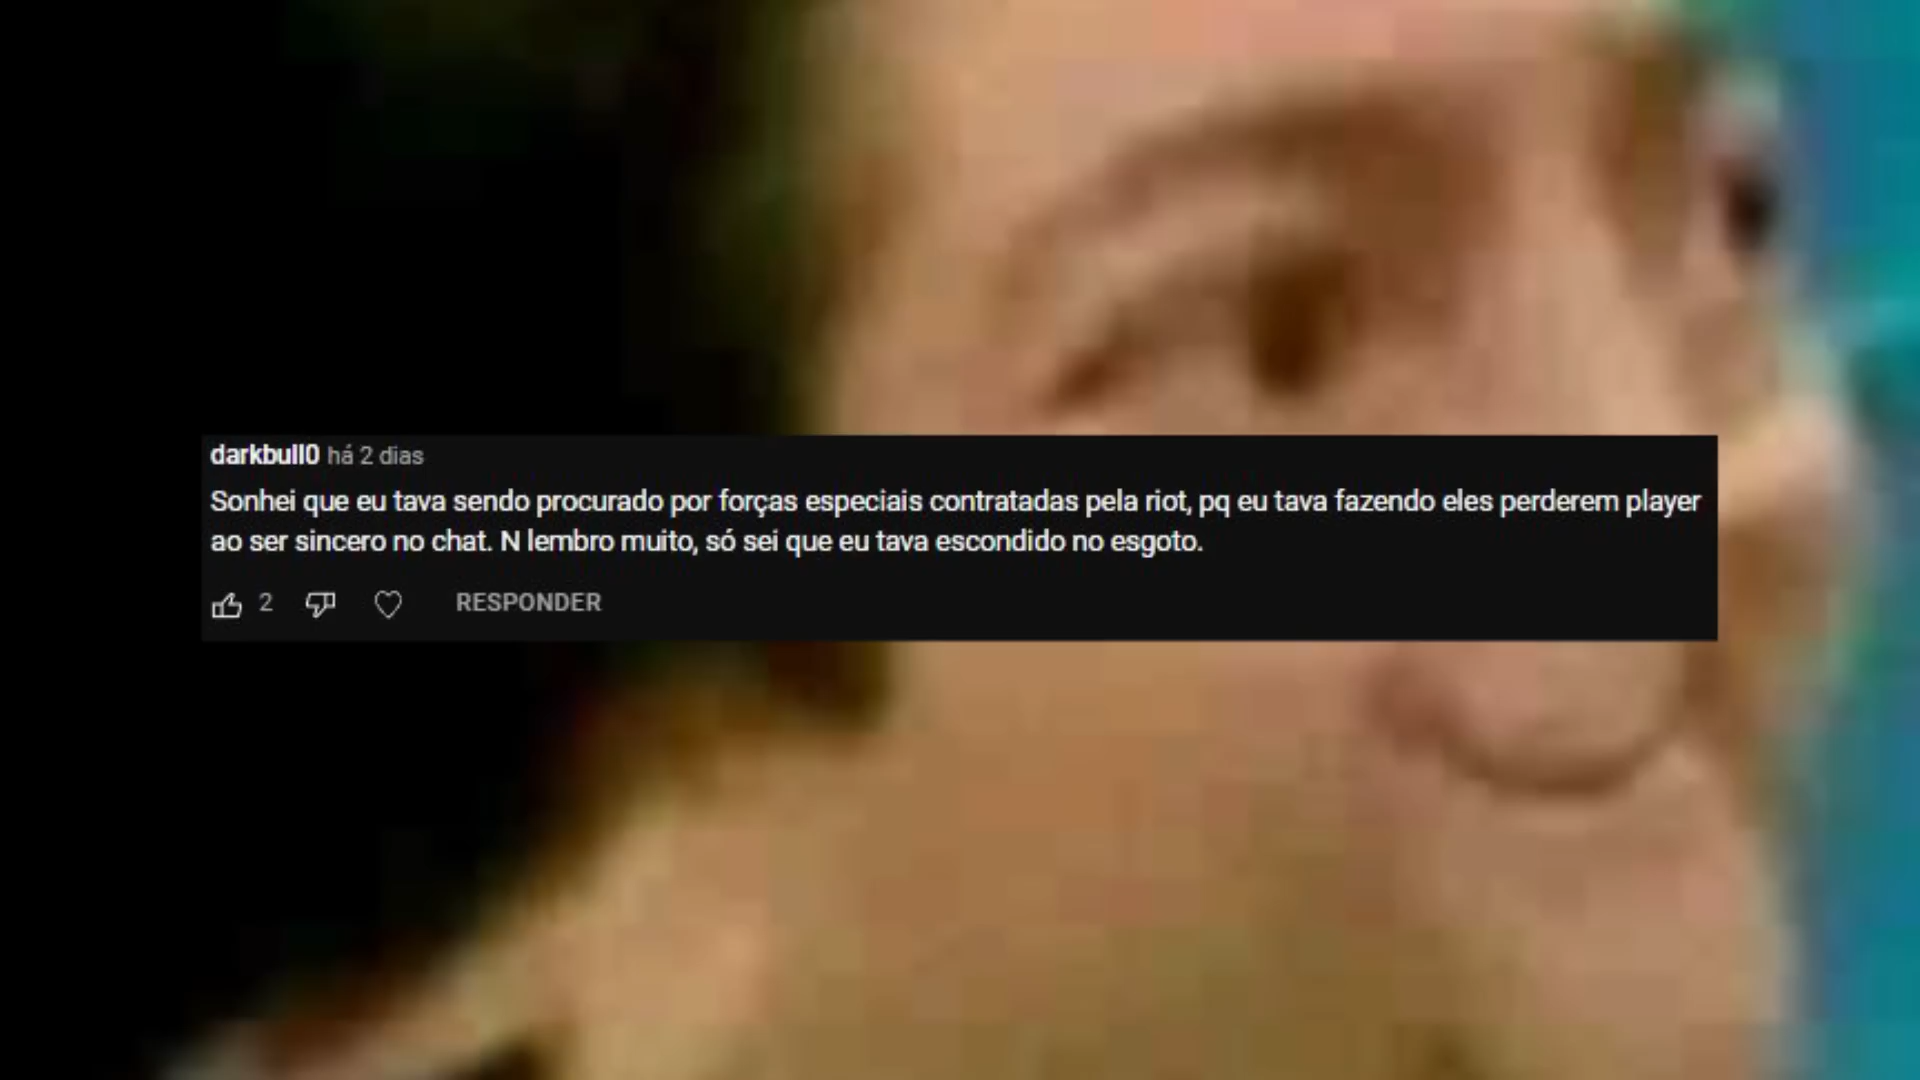 darkbull0 há 2 dias
Sonhei que eu tava sendo procurado por forças especiais contratadas pela riot, pq eu tava fazendo eles perderem player
ao ser sincero no chat. N lembro muito, só sei que eu tava escondido no esgoto.
2 RESPONDER